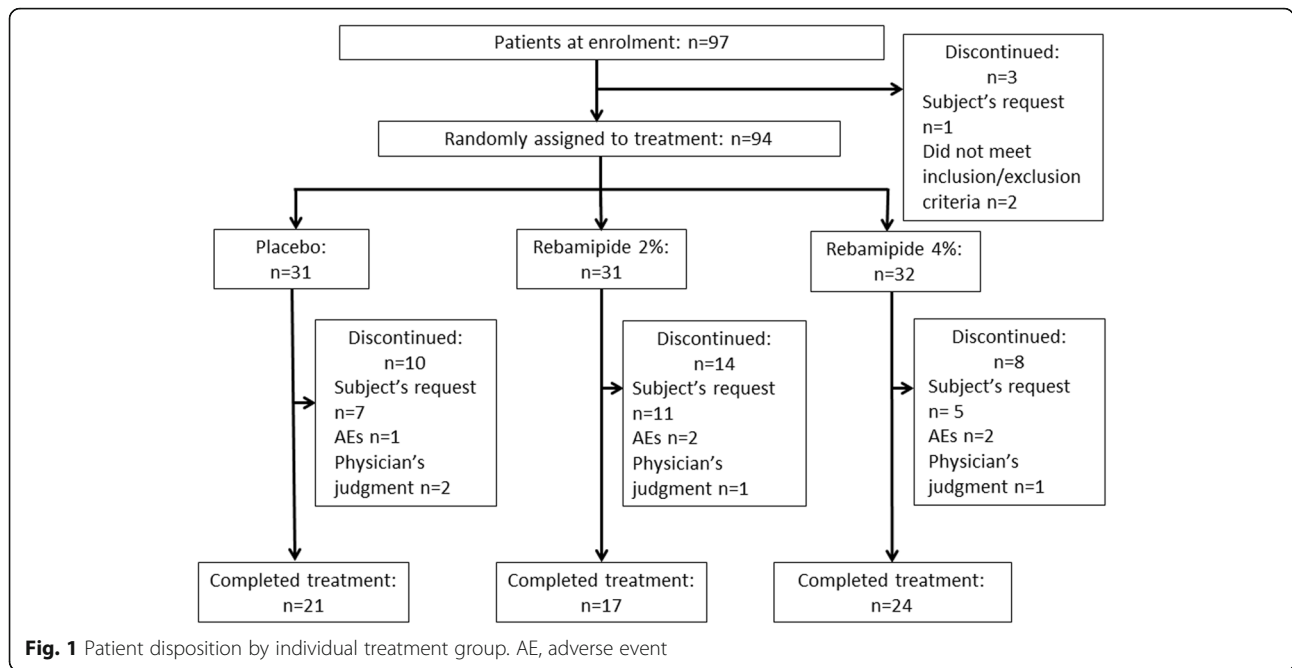 Patients at enrolment: n=97
Discontinued:
n=3
Subject's request
n=1
Did not meet
inclusion/exclusion
criteria n=2
Randomly assigned to treatment: n=94
Placebo:
n=31
Rebamipide 2%:
n=31
Rebamipide 4%:
n=32
Discontinued:
n=10
Subject's request
n=7
AEs n=1
Physician's
judgment n=2
Discontinued:
n=14
Subject's request
n=11
AEs n=2
Physician's
judgment n=1
Discontinued:
n=8
Subject's request
n= 5
AEs n=2
Physician's
judgment n=1
Completed treatment:
n=21
Completed treatment:
n=17
Completed treatment:
n=24
Fig. 1 Patient disposition by individual treatment group. AE, adverse event